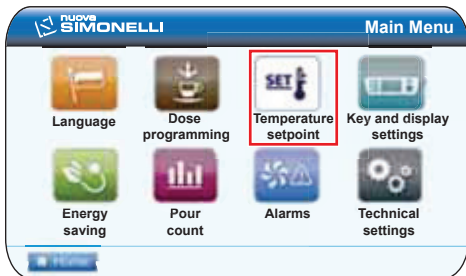 nuova
SIMONELLI
Main Menu
SET
Language
Dose
programming
Temperature
setpoint
Key and display
settings
Energy
saving
Pour
count
Alarms
Technical
settings
Home